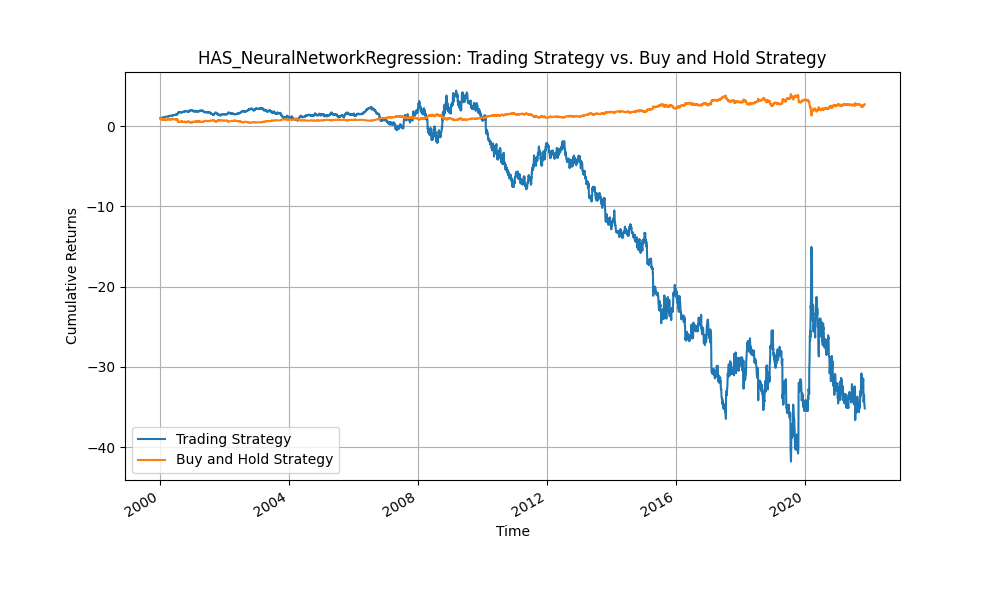 HAS_NeuralNetworkRegression: Trading Strategy vs. Buy and Hold Strategy
Cumulative Returns
0
−10
−20
−30
−40
Trading Strategy
Buy and Hold Strategy
2000
2004
2008
2012
2016
2020
Time